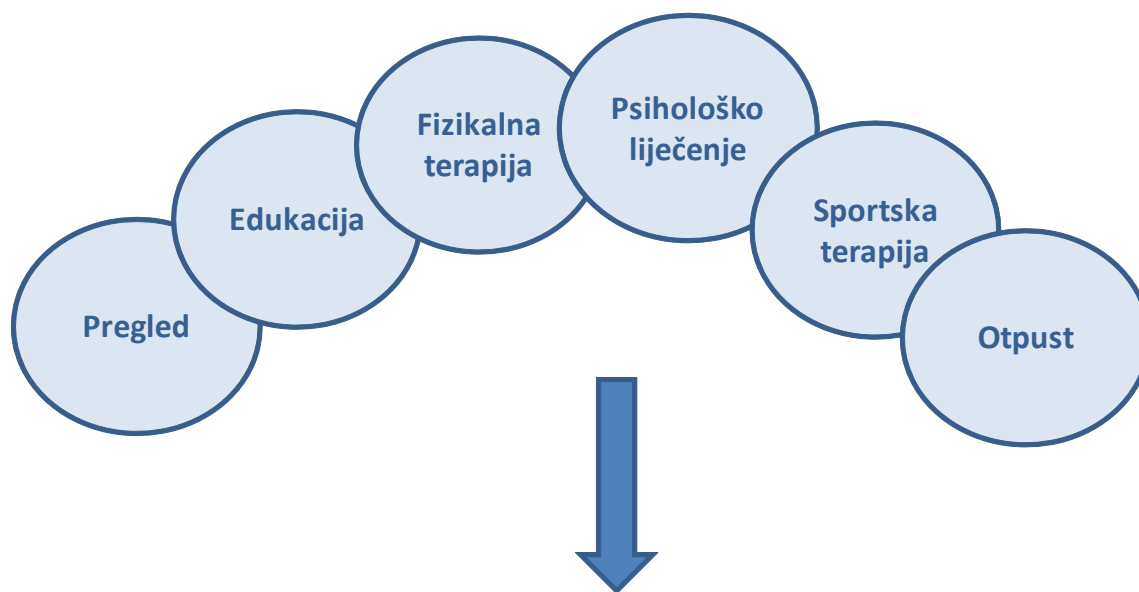 Pregled
Edukacija
Fizikalna
terapija
Psihološko
liječenje
Sportska
terapija
Otpust